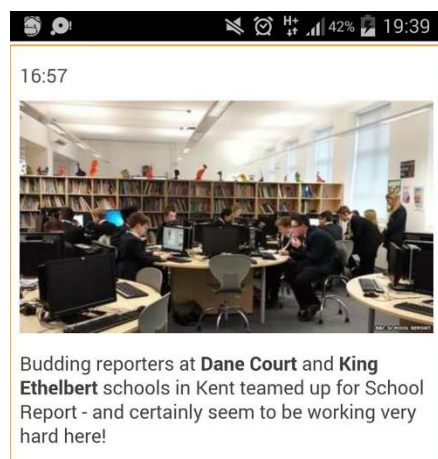 H+ 42% 19:39
16:57
BBC SCHOOL REPORT
Budding reporters at Dane Court and King
Ethelbert schools in Kent teamed up for School
Report - and certainly seem to be working very
hard here!